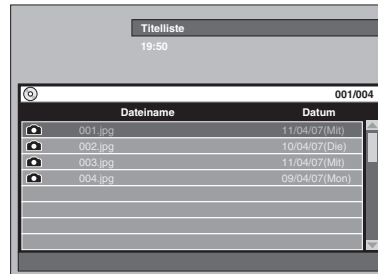 Titelliste
19:50
001/004
Dateiname Datum
001.jpg 11/04/07(Mit)
002.jpg 10/04/07(Die)
003.jpg 11/04/07(Mit)
004.jpg 09/04/07(Mon)